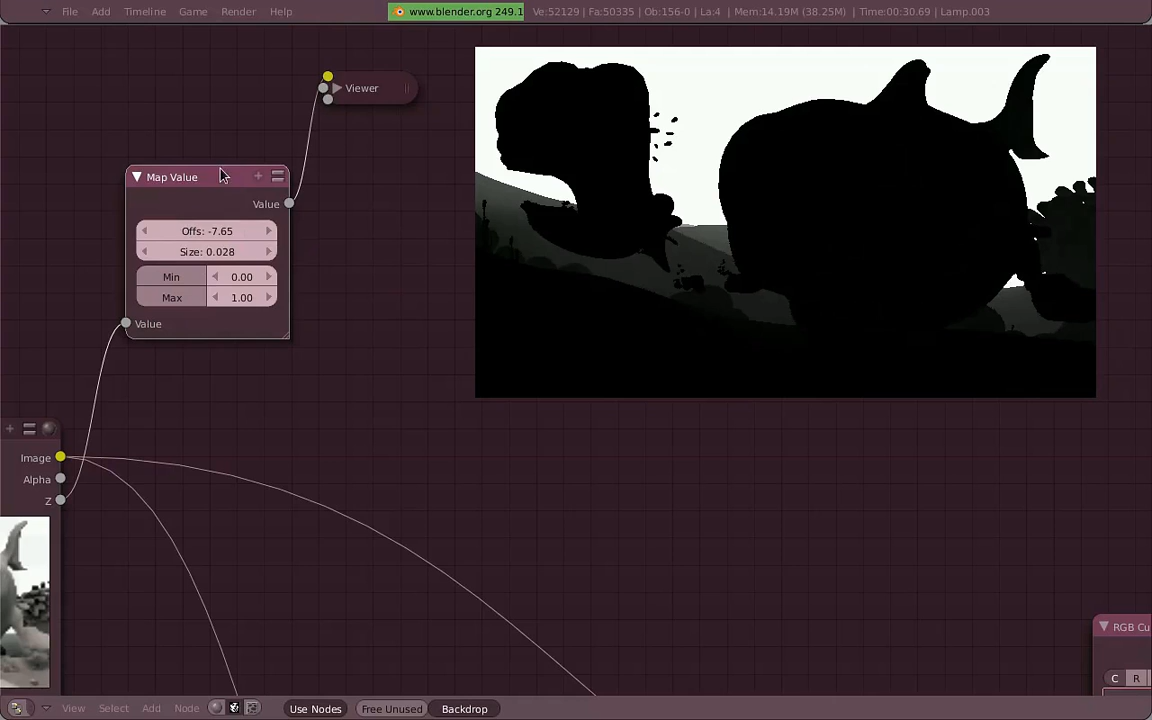 File Add Timeline Game Render Help www.blender.org 249.1 Ve:52129 | Fa:50335 | Ob:156-0 | La:4 | Mem:14.19M (38.25M) | Time:00:30.69 | Lamp.003
Viewer
Map Value
Value
Offs: -7.65
Size: 0.028
Min 0.00
Max 1.00
Value
Image
Alpha
Z
RGB Cu
C R
View Select Add Node Use Nodes Free Unused Backdrop